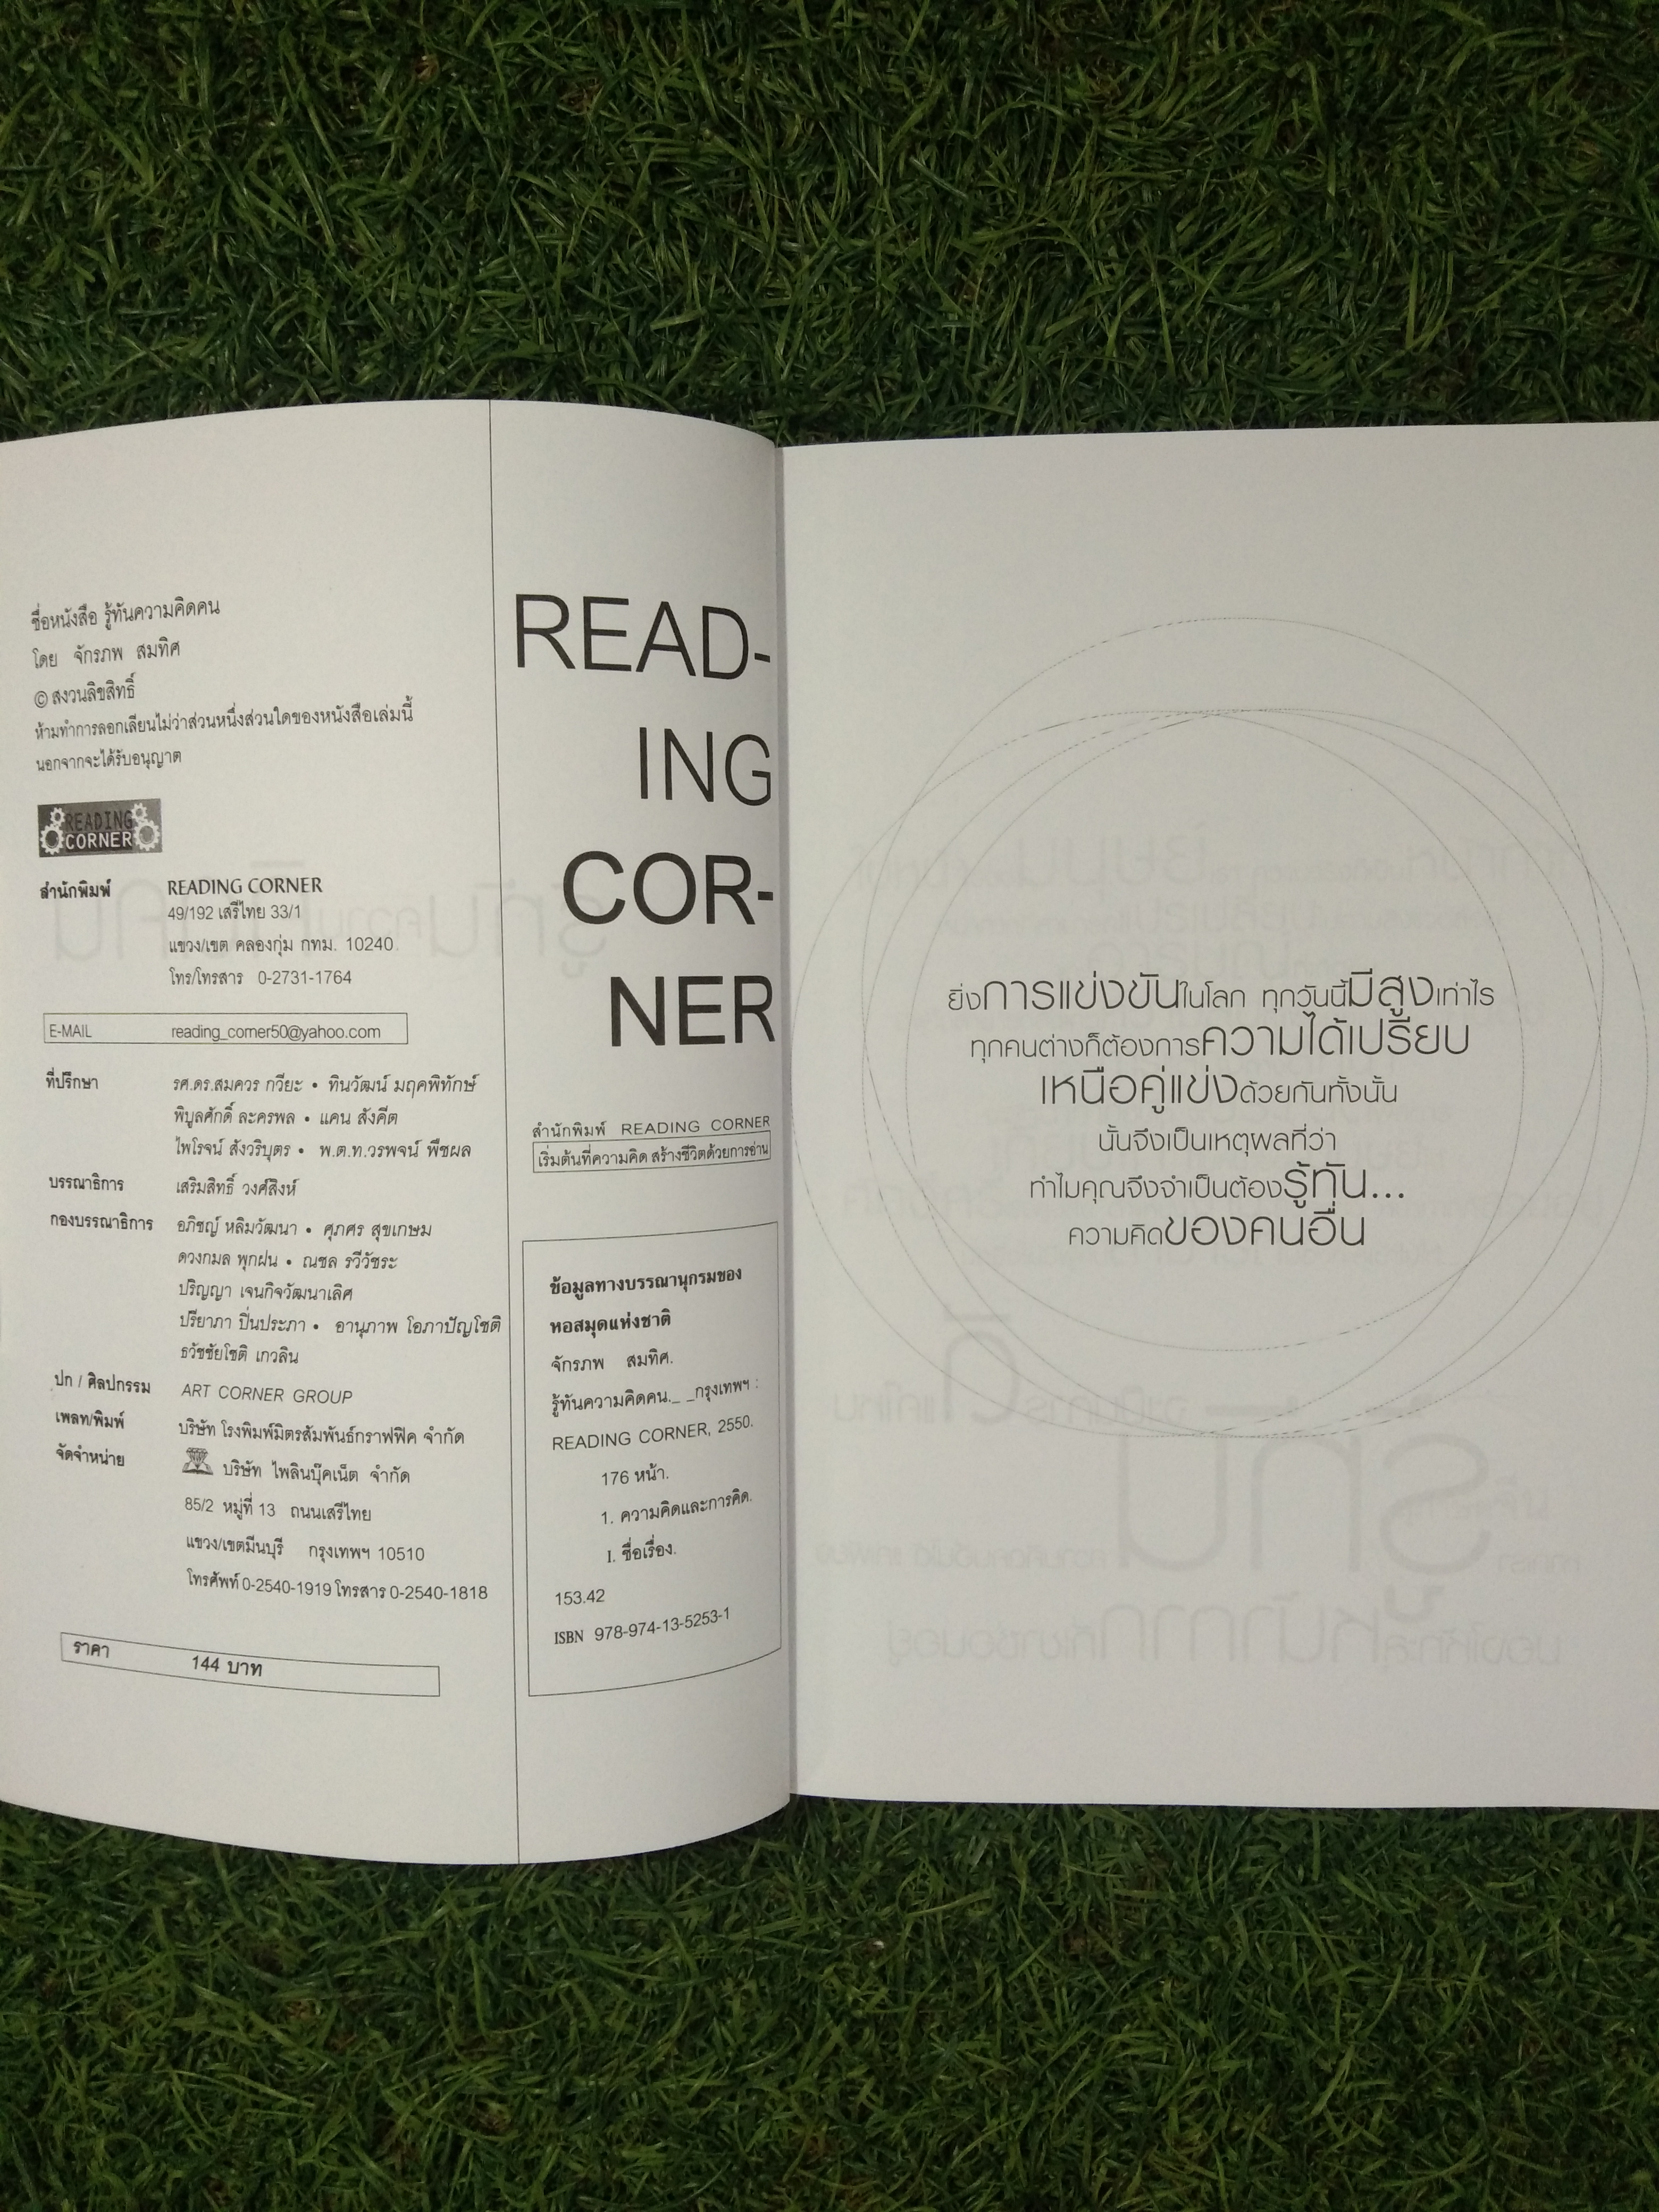 ชื่อหนังสือ รู้ทันความคิดคน
โดย จักรภพ สมทิศ
© สงวนลิขสิทธิ์
ห้ามทำการลอกเลียนไม่ว่าส่วนหนึ่งส่วนใดของหนังสือเล่มนี้
นอกจากจะได้รับอนุญาต
READING
CORNER
สำนักพิมพ์ READING CORNER
49/192 เสรีไทย 33/1
แขวง/เขต คลองกุ่ม กทม. 10240
โทร/โทรสาร 0-2731-1764
E-MAIL reading_corner50@yahoo.com
ที่ปรึกษา รศ.ดร.สมควร กวียะ • ทินวัฒน์ มฤคพิทักษ์
พิบูลศักดิ์ ละครพล • แคน สังคีต
ไพโรจน์ สังวริบุตร • พ.ต.ท.วรพจน์ พืชผล
บรรณาธิการ เสริมสิทธิ์ วงศ์สิงห์
กองบรรณาธิการ อภิชญ์ หลิมวัฒนา • ศุภศร สุขเกษม
ดวงกมล พุกฝน • ณชล รวีวัชระ
ปริญญา เจนกิจวัฒนาเลิศ
ปรียาภา ปิ่นประภา • อานุภาพ โอภาปัญโชติ
ธวัชชัยโชติ เกวลิน
ปก / ศิลปกรรม ART CORNER GROUP
เพลท/พิมพ์ บริษัท โรงพิมพ์มิตรสัมพันธ์กราฟฟิค จำกัด
จัดจำหน่าย บริษัท ไพลินบุ๊คเน็ต จำกัด
85/2 หมู่ที่ 13 ถนนเสรีไทย
แขวง/เขตมีนบุรี กรุงเทพฯ 10510
โทรศัพท์ 0-2540-1919 โทรสาร 0-2540-1818
ราคา 144 บาท
READ-
ING
COR-
NER
สำนักพิมพ์ READING CORNER
เริ่มต้นที่ความคิด สร้างชีวิตด้วยการอ่าน
ข้อมูลทางบรรณานุกรมของ
หอสมุดแห่งชาติ
จักรภพ สมทิศ.
รู้ทันความคิดคน._ _กรุงเทพฯ :
READING CORNER, 2550.
176 หน้า.
1. ความคิดและการคิด.
I. ชื่อเรื่อง.
153.42
ISBN 978-974-13-5253-1
ยิ่งการแข่งขันในโลก ทุกวันนี้มีสูงเท่าไร
ทุกคนต่างก็ต้องการความได้เปรียบ
เหนือคู่แข่งด้วยกันทั้งนั้น
นั้นจึงเป็นเหตุผลที่ว่า
ทำไมคุณจึงจำเป็นต้องรู้ทัน...
ความคิดของคนอื่น